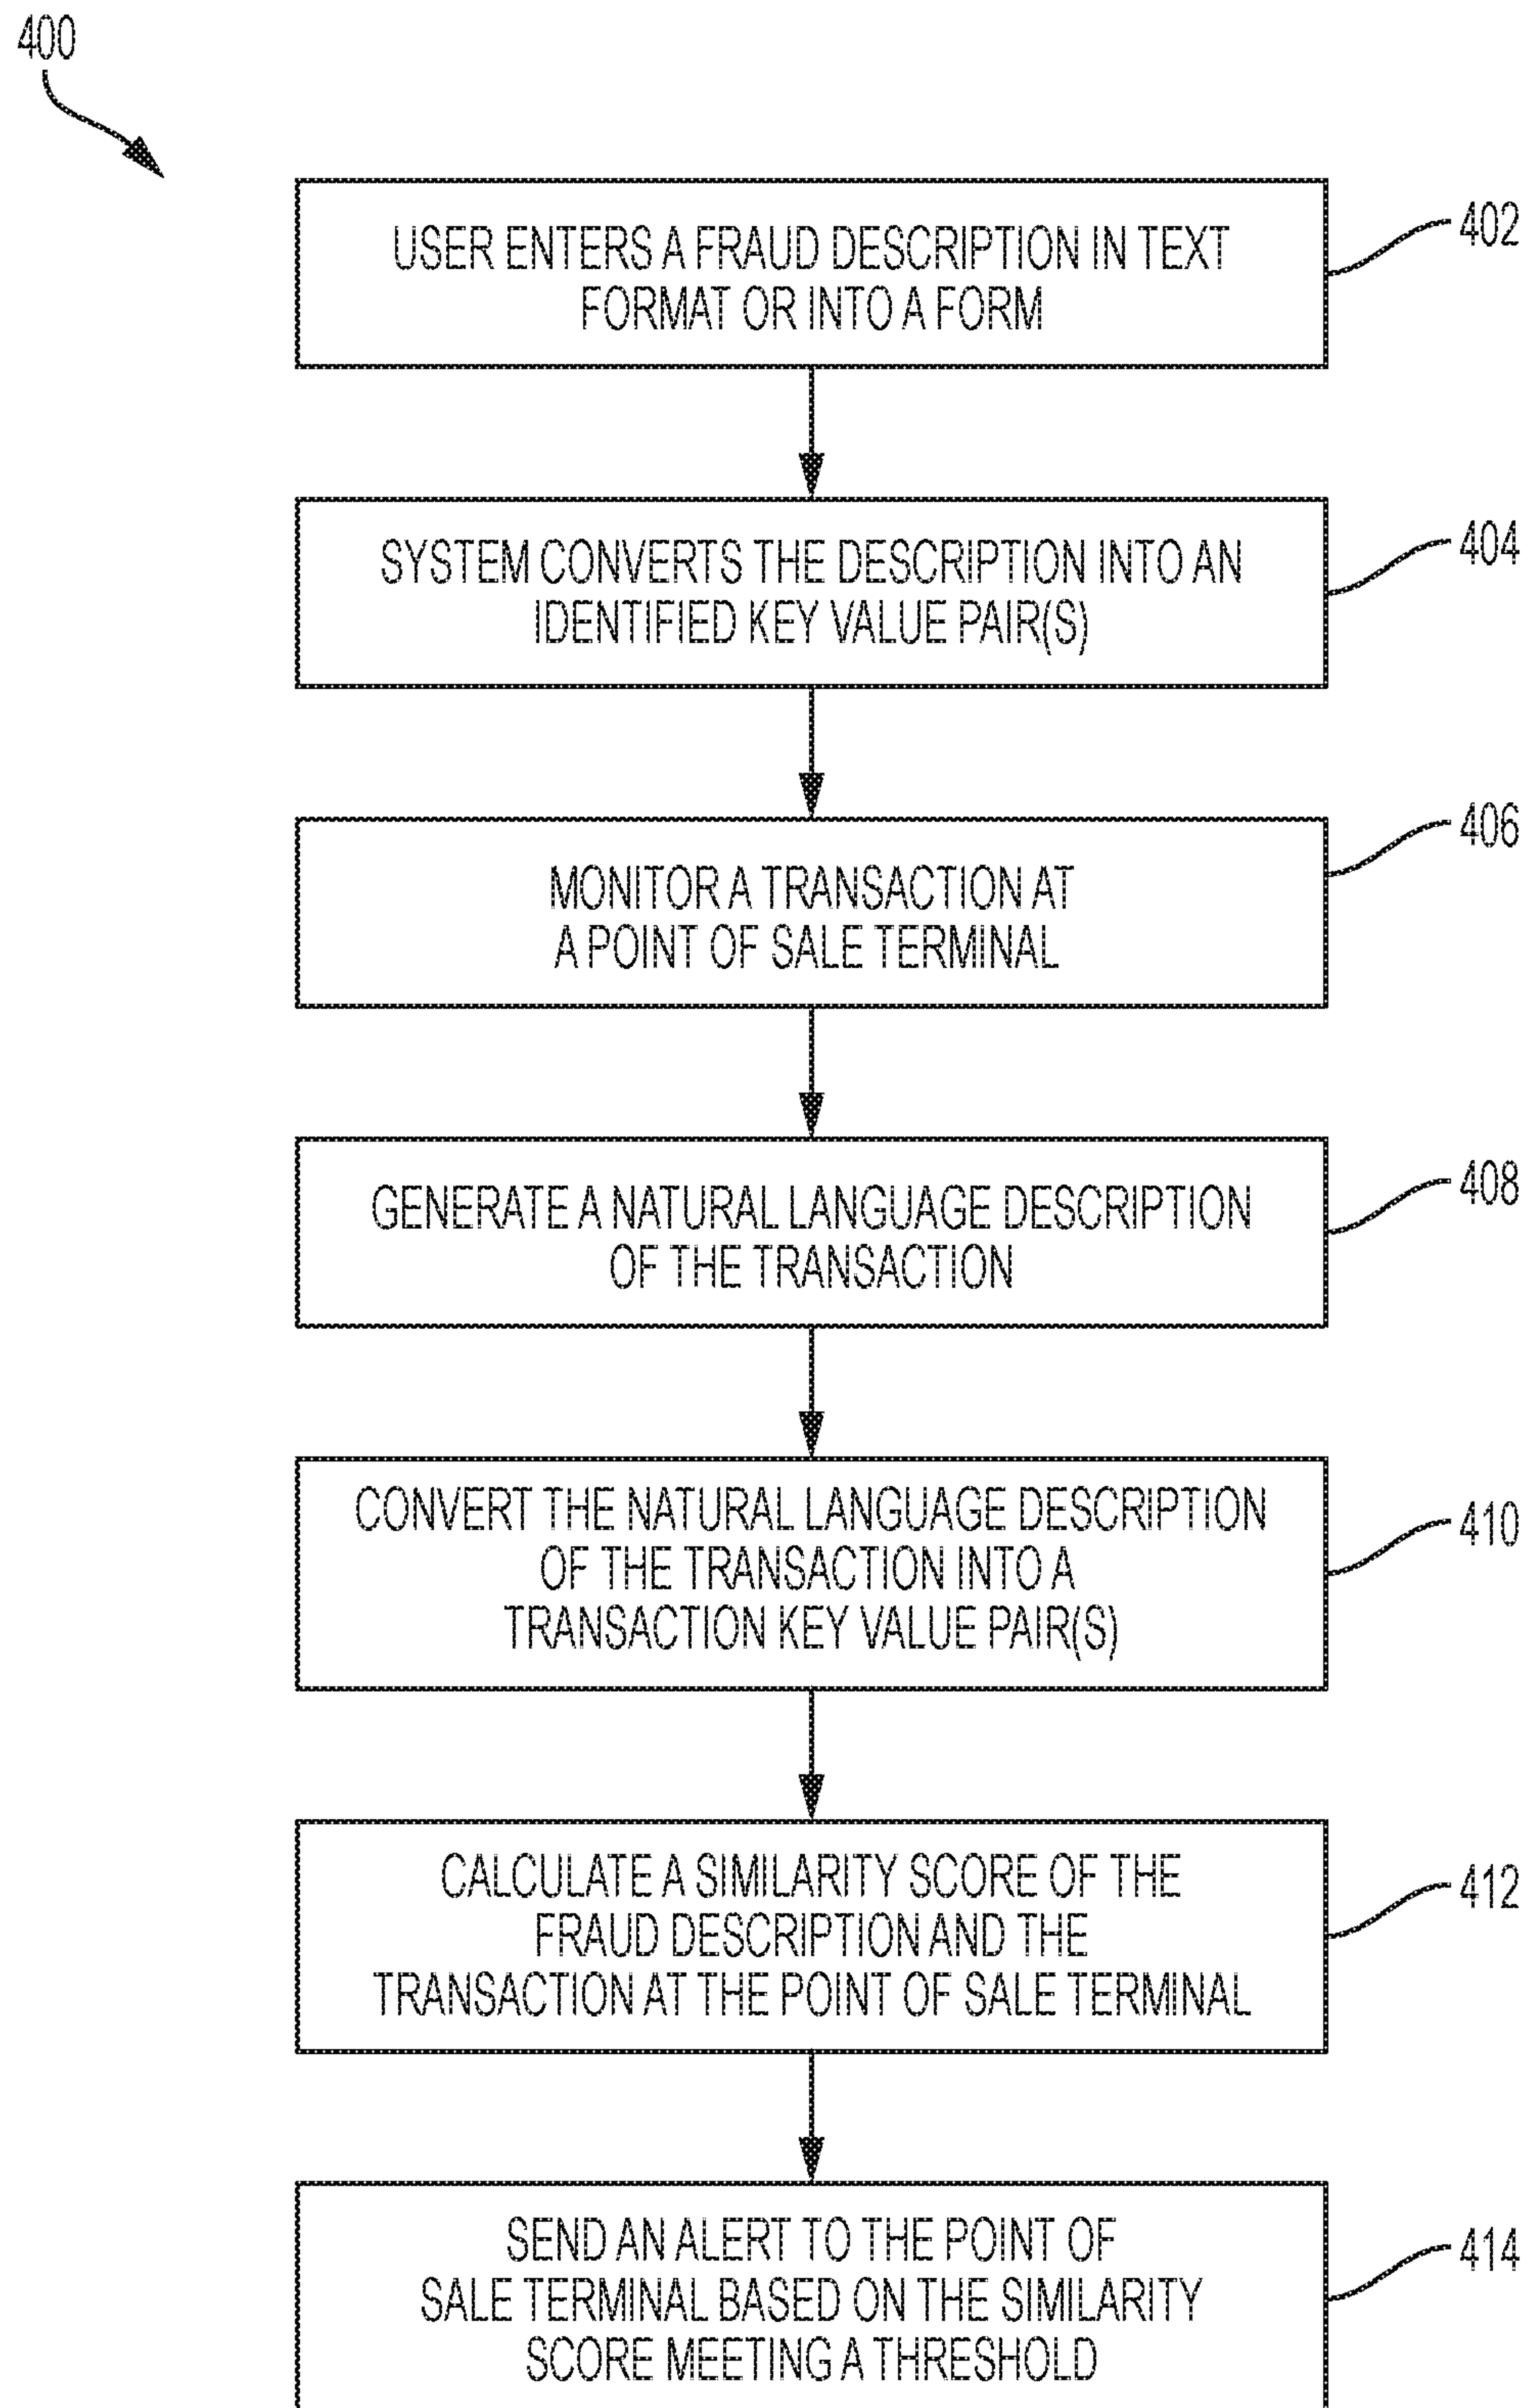 400
USER ENTERS A FRAUD DESCRIPTION IN TEXT
FORMAT OR INTO A FORM
402
SYSTEM CONVERTS THE DESCRIPTION INTO AN
IDENTIFIED KEY VALUE PAIR(S)
404
MONITOR A TRANSACTION AT
A POINT OF SALE TERMINAL
406
GENERATE A NATURAL LANGUAGE DESCRIPTION
OF THE TRANSACTION
408
CONVERT THE NATURAL LANGUAGE DESCRIPTION
OF THE TRANSACTION INTO A
TRANSACTION KEY VALUE PAIR(S)
410
CALCULATE A SIMILARITY SCORE OF THE
FRAUD DESCRIPTION AND THE
TRANSACTION AT THE POINT OF SALE TERMINAL
412
SEND AN ALERT TO THE POINT OF
SALE TERMINAL BASED ON THE SIMILARITY
SCORE MEETING A THRESHOLD
414